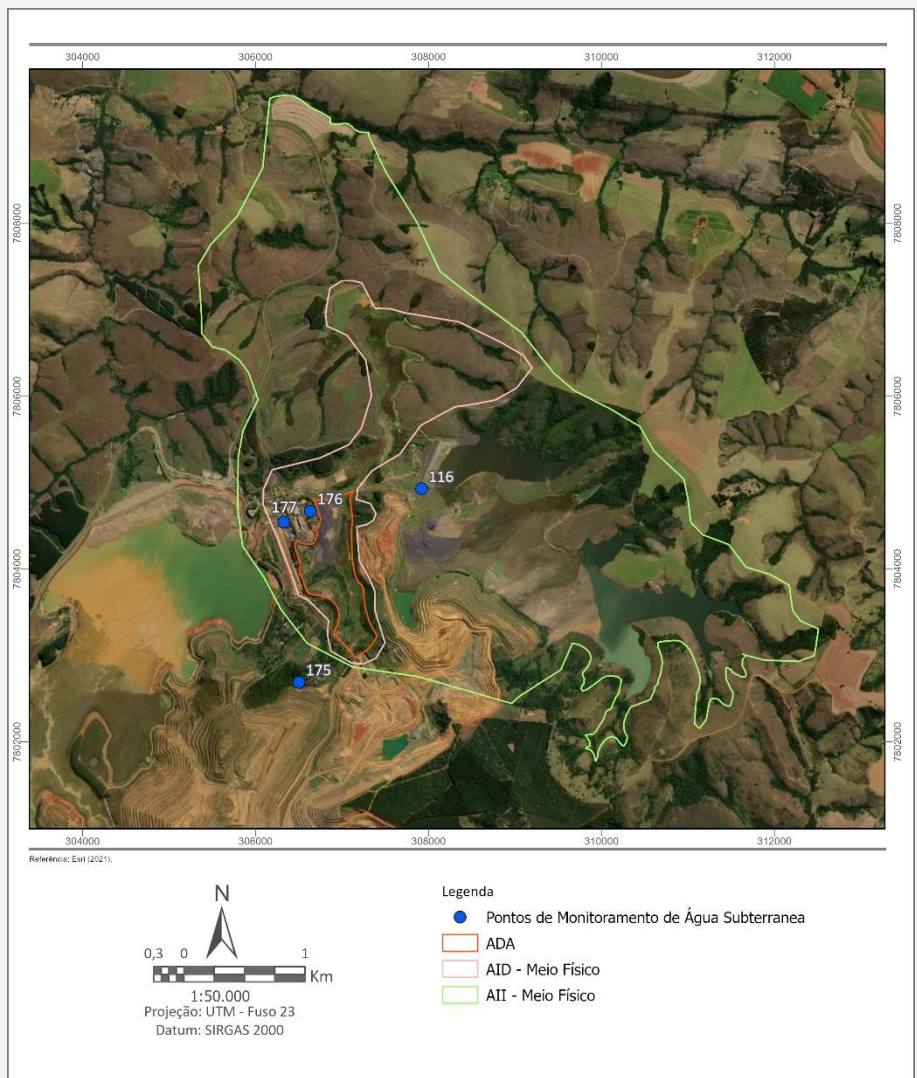 304000 306000 308000 310000 312000
7808000 7808000
7806000 7806000
116
176
177
7804000 7804000
175
7802000 7802000
304000 306000 308000 310000 312000
Referência: Esri (2021).
N
0,3 0 1
Km
1:50.000
Projeção: UTM - Fuso 23
Datum: SIRGAS 2000
Legenda
Pontos de Monitoramento de Água Subterranea
ADA
AID - Meio Físico
AII - Meio Físico